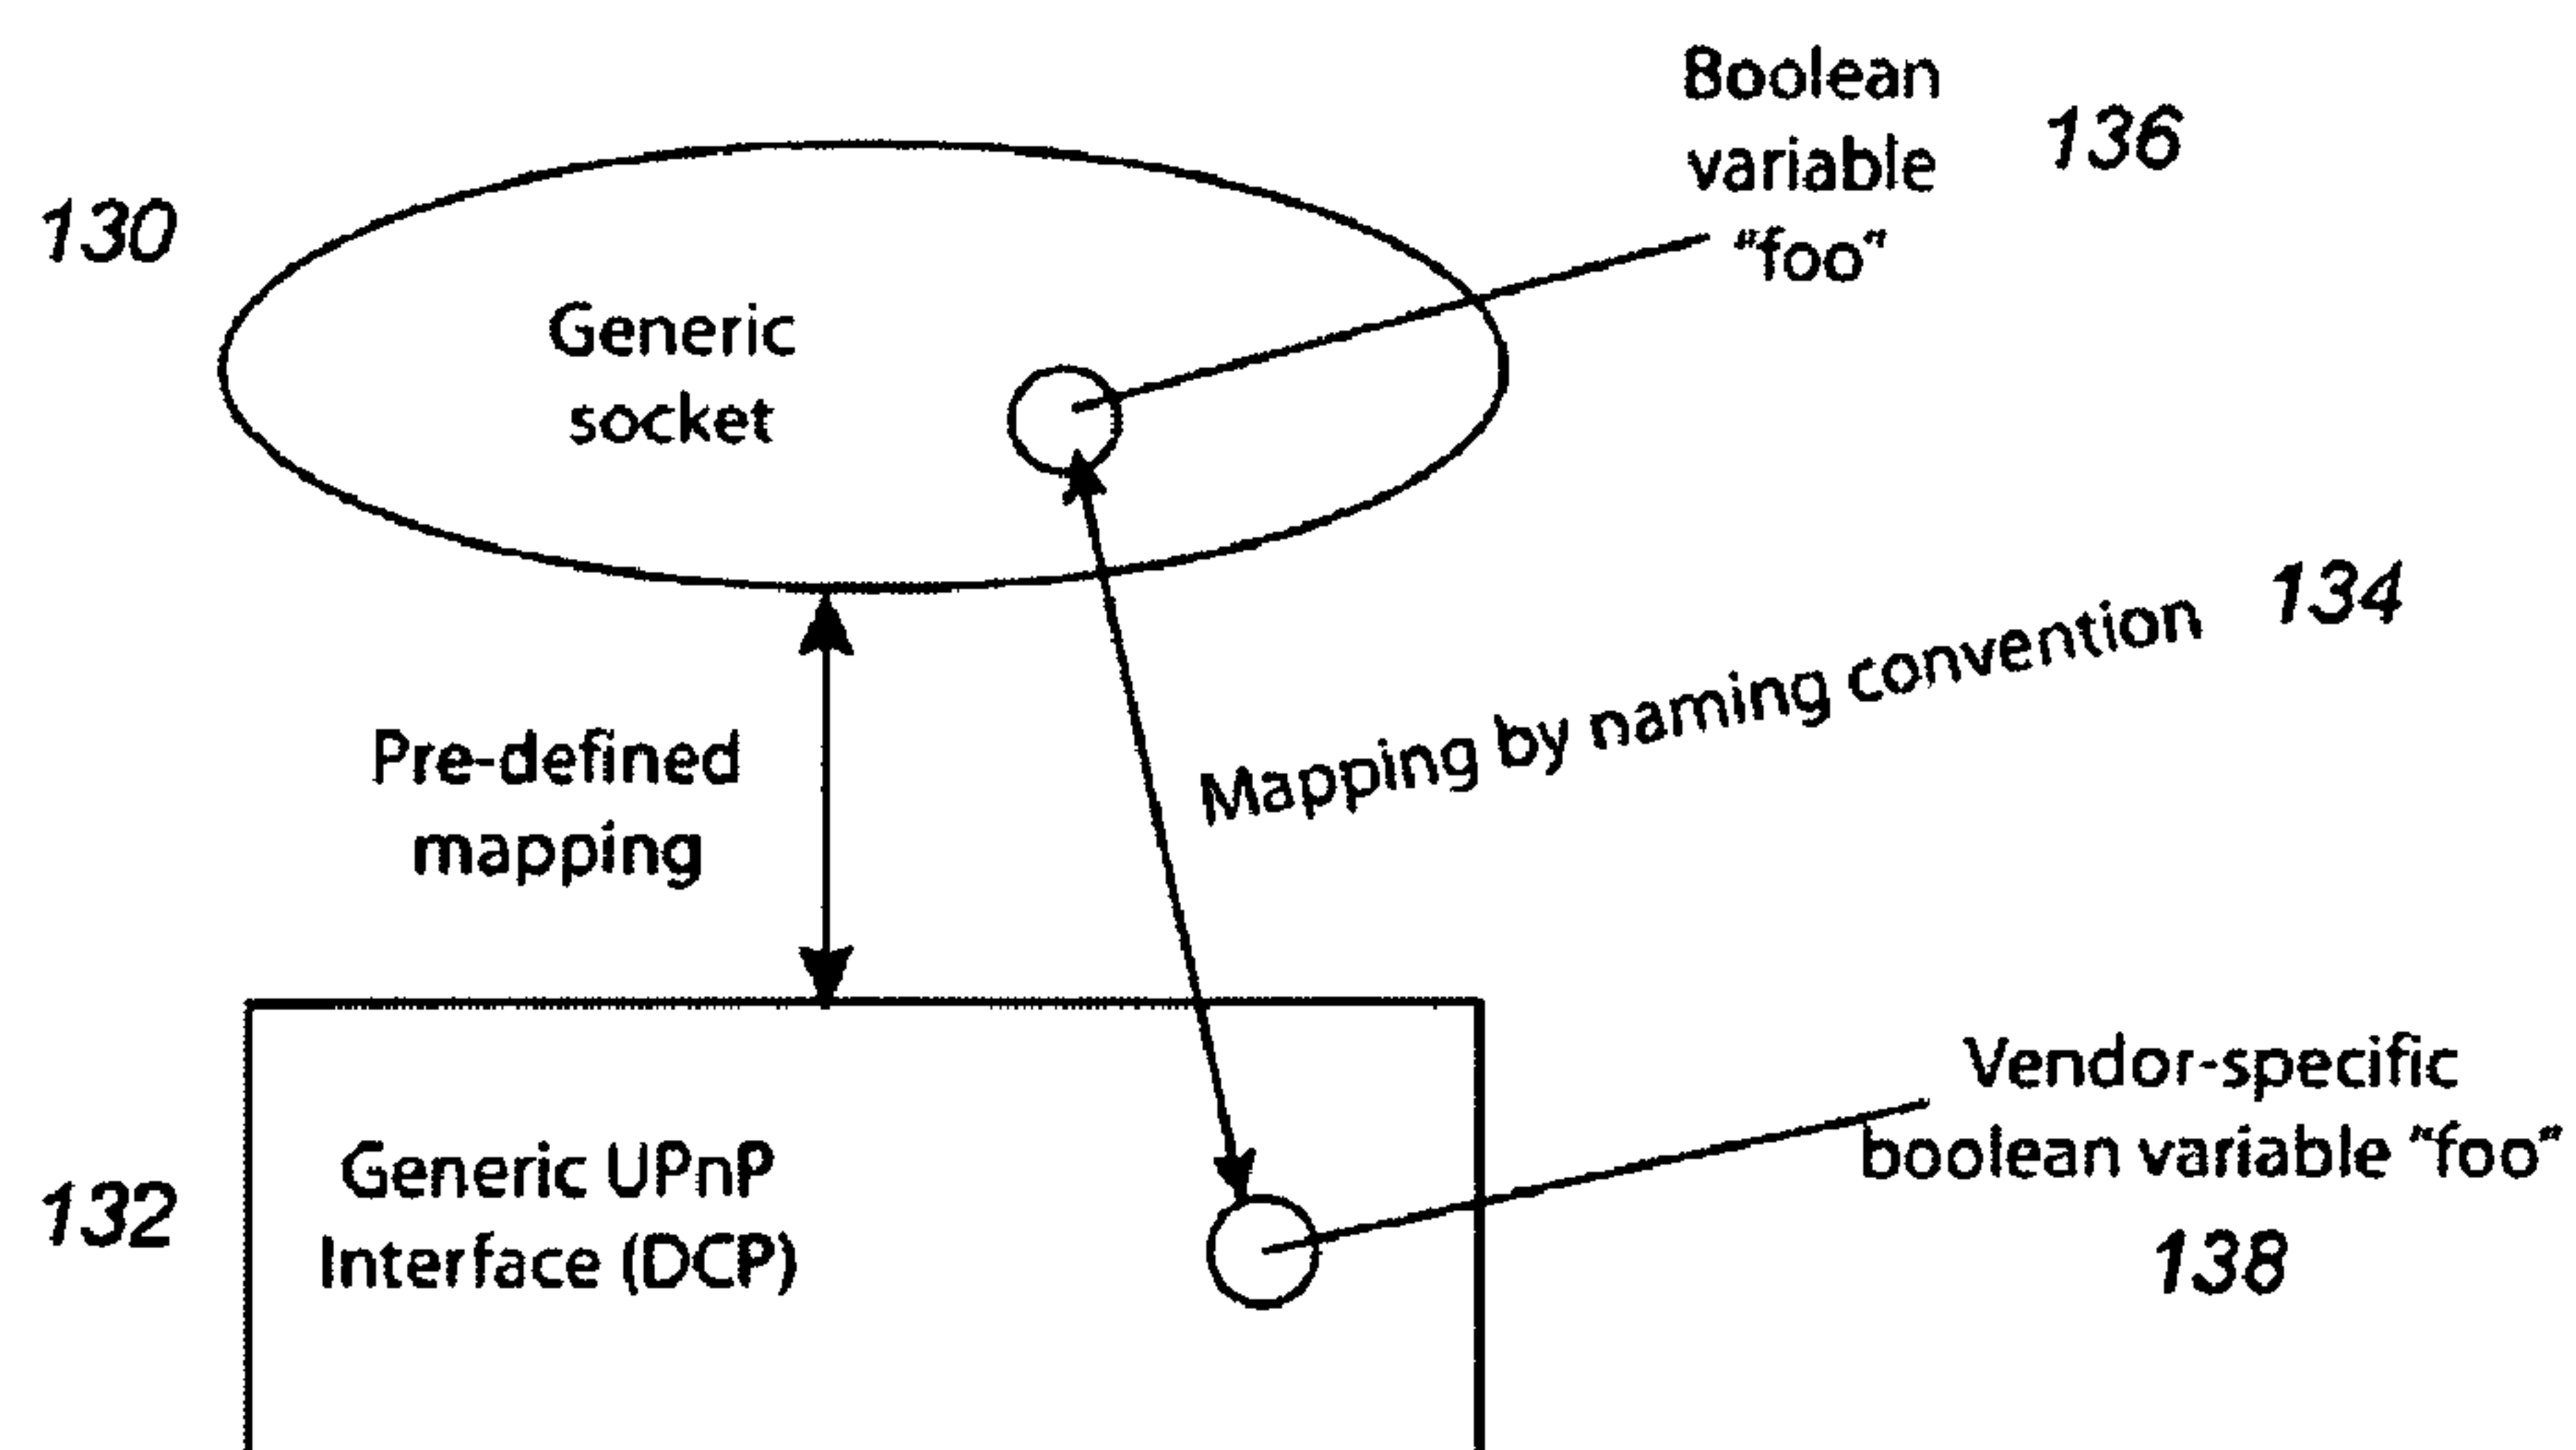 Boolean
variable
"foo"
136
130
Generic
socket
134
Mapping by naming convention
Pre-defined
mapping
Vendor-specific
boolean variable "foo"
138
132
Generic UPnP
Interface (DCP)